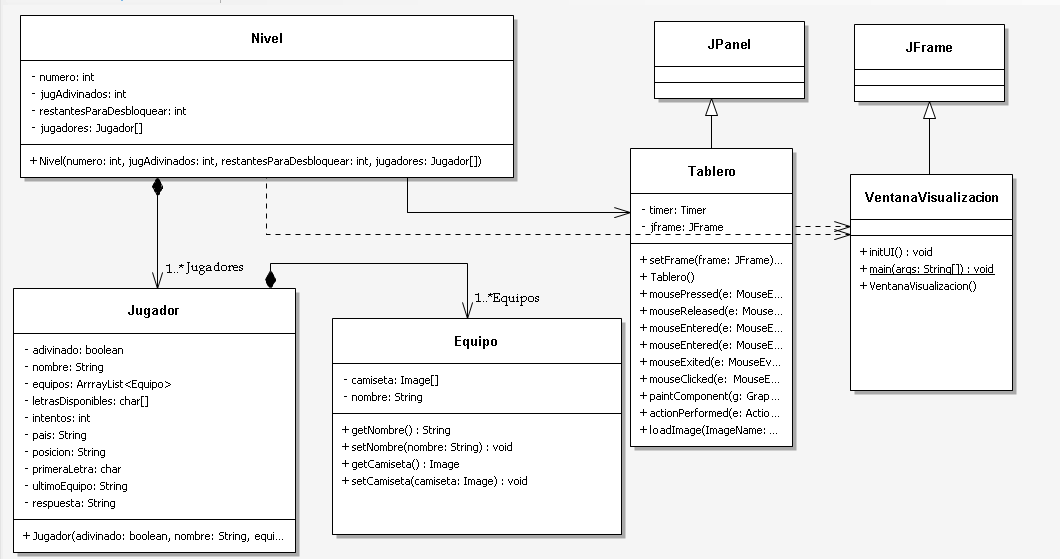 Nivel
- numero: int
- jugAdivinados: int
- restantesParaDesbloquear: int
- jugadores: Jugador[]
+ Nivel(numero: int, jugAdivinados: int, restantesParaDesbloquear: int, jugadores: Jugador[])
JPanel
JFrame
Tablero
- timer: Timer
- jframe: JFrame
+ setFrame(frame: JFrame)...
+ Tablero()
+ mousePressed(e: MouseE...
+ mouseReleased(e: Mouse...
+ mouseEntered(e: MouseE...
+ mouseEntered(e: MouseE...
+ mouseExited(e: MouseEv...
+ mouseClicked(e: MouseE...
+ paintComponent(g: Grap...
+ actionPerformed(e: Actio...
+ loadImage(ImageName: ...
VentanaVisualizacion
+ initUI() : void
+ main(args: String[]) : void
+ VentanaVisualizacion()
1..* Jugadores
1..*Equipos
Jugador
- adivinado: boolean
- nombre: String
- equipos: ArrrayList<Equipo>
- letrasDisponibles: char[]
- intentos: int
- pais: String
- posicion: String
- primeraLetra: char
- ultimoEquipo: String
- respuesta: String
+ Jugador(adivinado: boolean, nombre: String, equi...
Equipo
- camiseta: Image[]
- nombre: String
+ getNombre() : String
+ setNombre(nombre: String) : void
+ getCamiseta() : Image
+ setCamiseta(camiseta: Image) : void